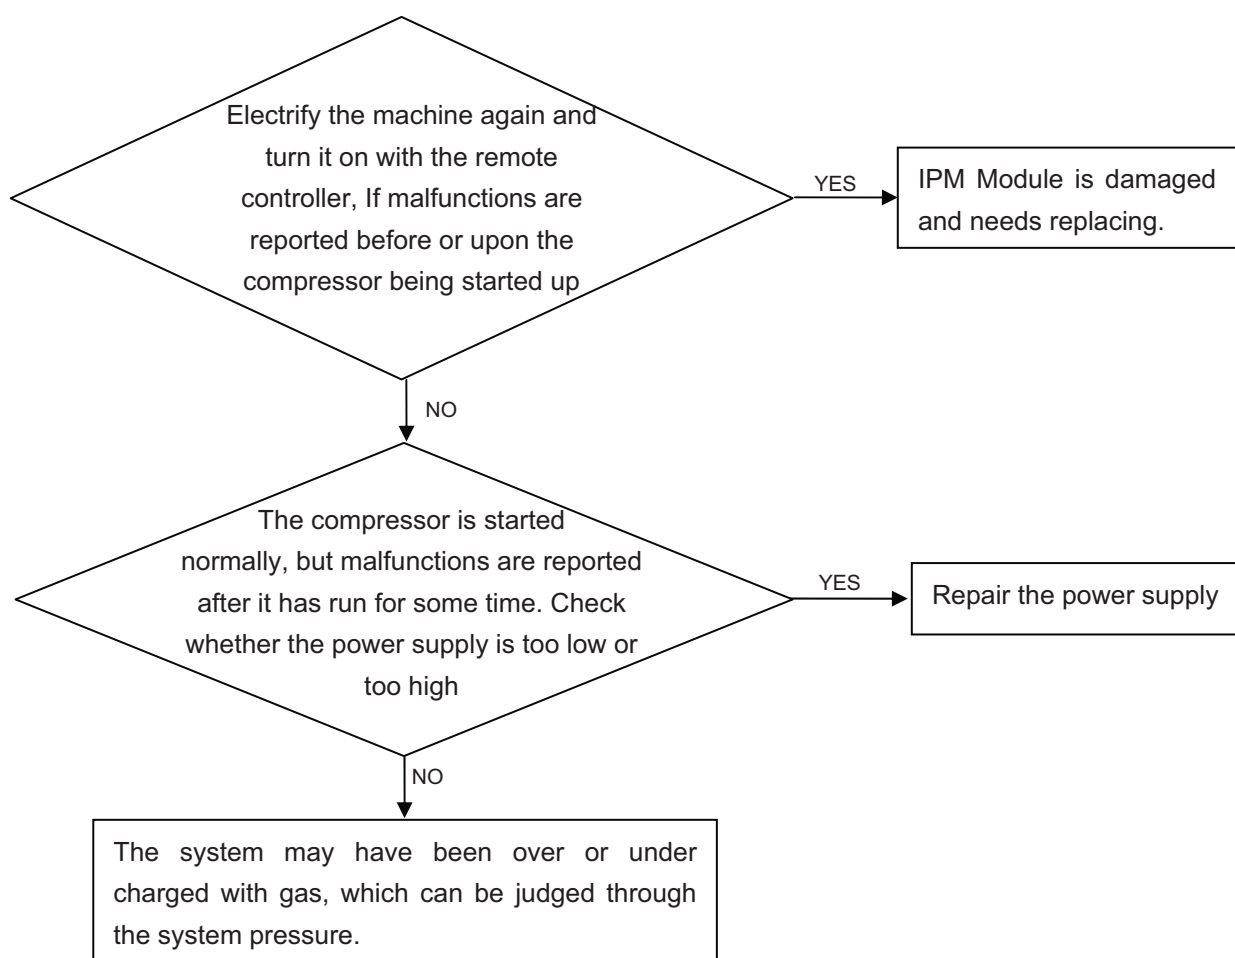 Electrify the machine again and
turn it on with the remote
controller, If malfunctions are
reported before or upon the
compressor being started up
YES
IPM Module is damaged
and needs replacing.
NO
The compressor is started
normally, but malfunctions are reported
after it has run for some time. Check
whether the power supply is too low or
too high
YES
Repair the power supply
NO
The system may have been over or under
charged with gas, which can be judged through
the system pressure.